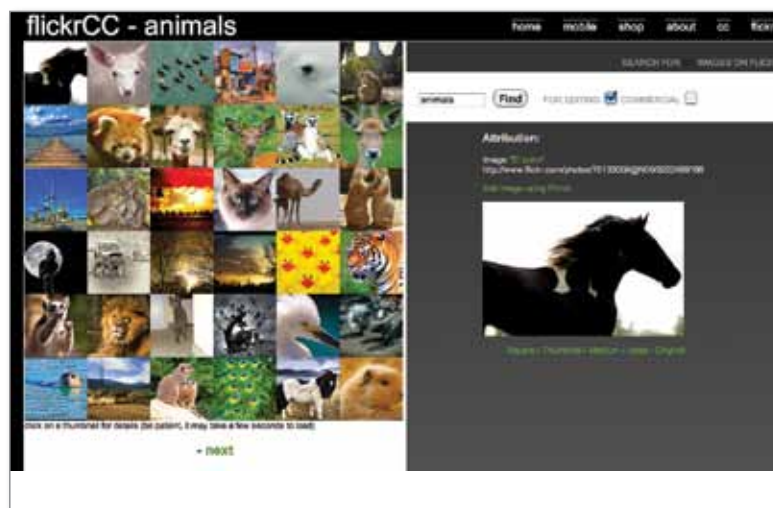 flickrCC - animals
home mobile shop about cc flickr
SEARCH FOR IMAGES ON FLICK
animals Find FOR EDITING COMMERCIAL
Attribution:
Image:
Edit Image using
Square Thumbnail Medium Large Original
click on a thumbnail for details (be patient, it may take a few seconds to load)
- next